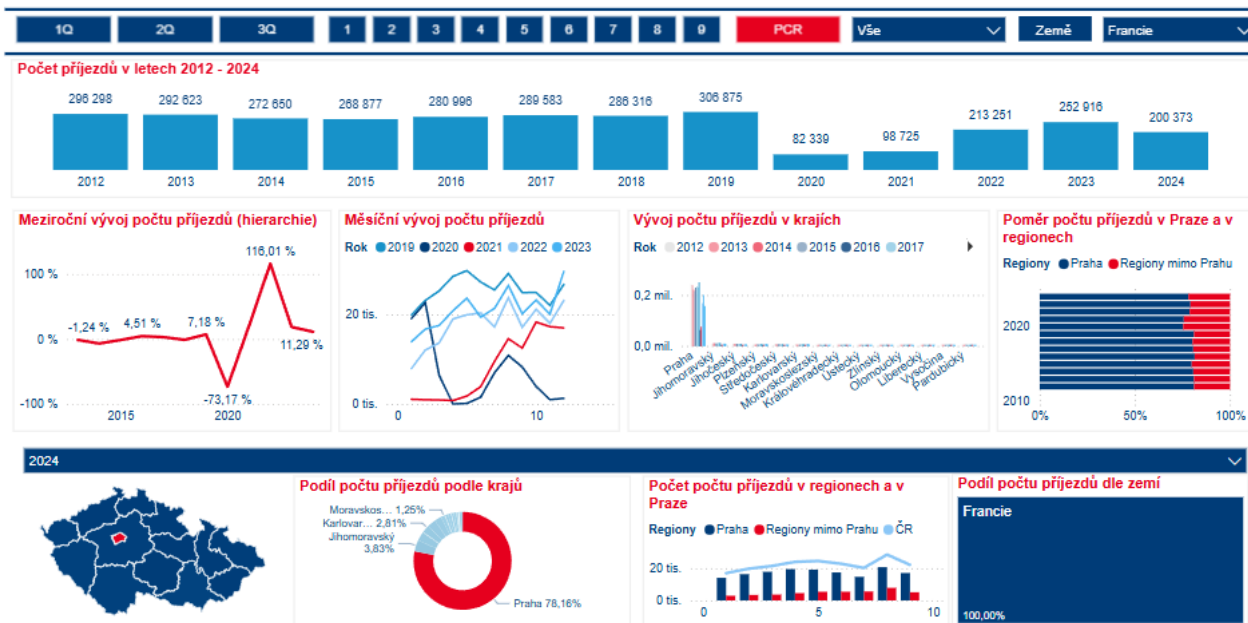 1Q 2Q 3Q 1 2 3 4 5 6 7 8 9 PCR Vše Země Francie
Počet příjezdů v letech 2012 - 2024
296 298 292 623 272 650 268 877 280 996 289 583 286 316 306 875 82 339 98 725 213 251 252 916 200 373
2012 2013 2014 2015 2016 2017 2018 2019 2020 2021 2022 2023 2024
Meziroční vývoj počtu příjezdů (hierarchie)
116,01 %
100 %
-1,24 % 4,51 % 7,18 %
0 %
11,29 %
-73,17 %
-100 %
2015 2020
Měsíční vývoj počtu příjezdů
Rok 2019 2020 2021 2022 2023
20 tis.
0 tis.
0 10
Vývoj počtu příjezdů v krajích
Rok 2012 2013 2014 2015 2016 2017
0,2 mil.
0,0 mil.
Praha
Jihomoravský
Jihočeský
Plzeňský
Středočeský
Karlovarský
Moravskoslezský
Královéhradecký
Ústecký
Zlínský
Olomoucký
Liberecký
Vysočina
Pardubický
Poměr počtu příjezdů v Praze a v
regionech
Regiony Praha Regiony mimo Prahu
2020
2010
0% 50% 100%
2024
Podíl počtu příjezdů podle krajů
Moravskos... 1,25%
Karlovar... 2,81%
Jihomoravský
3,83%
Praha 78,16%
Počet počtu příjezdů v regionech a v
Praze
Regiony Praha Regiony mimo Prahu ČR
20 tis.
0 tis.
0 5 10
Podíl počtu příjezdů dle zemí
Francie
100,00%